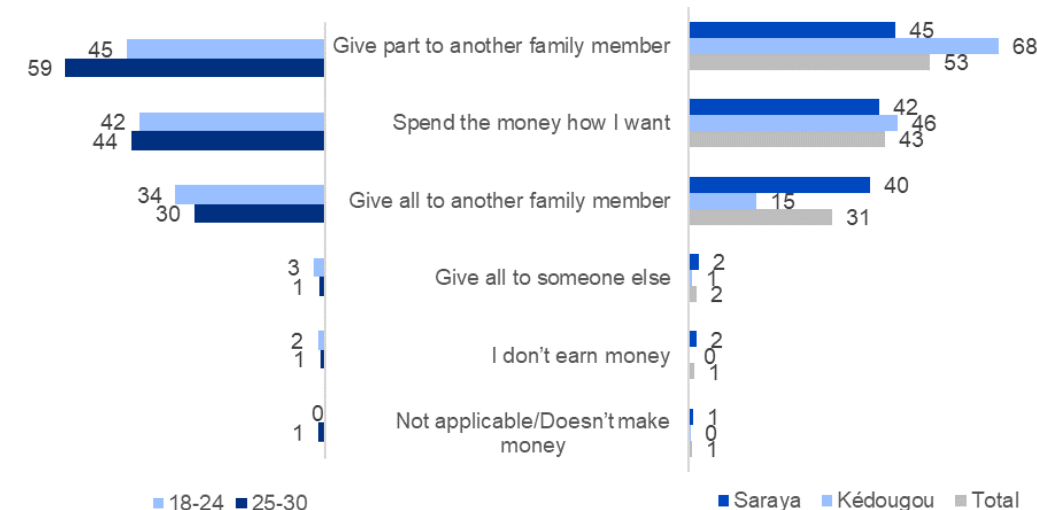 45 Give part to another family member 45
59 68
53
42 Spend the money how I want 42
44 46
43
34 Give all to another family member 40
30 15
31
3 Give all to someone else 2
1 1
2
2 I don't earn money 2
1 0
1
0 Not applicable/Doesn't make 1
1 money 0
1
18-24 25-30 Saraya Kédougou Total